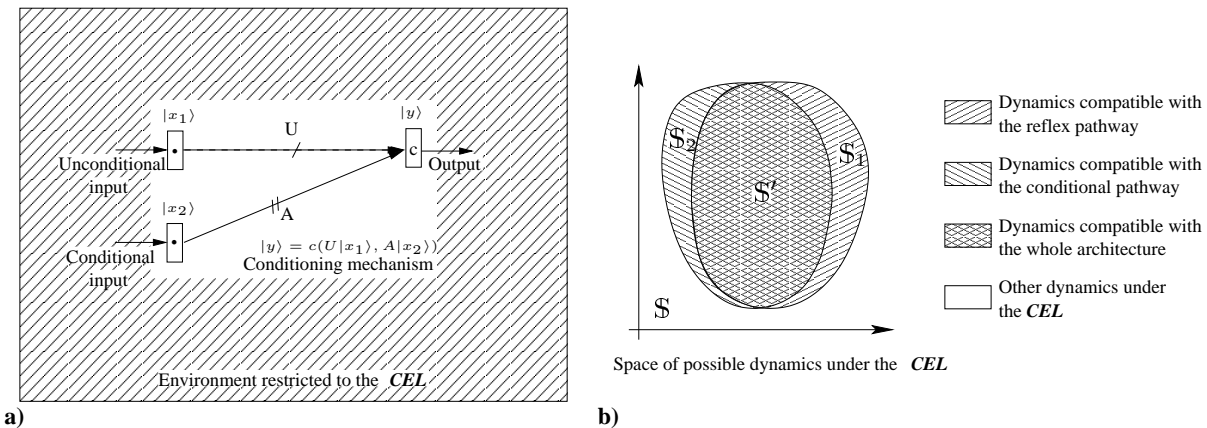 |x₁⟩
|y⟩
U
c
Unconditional
input
Output
|x₂⟩
A
|y⟩ = c(U|x₁⟩, A|x₂⟩)
Conditioning mechanism
Conditional
input
Environment restricted to the CEL
a)
𝕊₂
𝕊₁
𝕊′
𝕊
Space of possible dynamics under the CEL
b)
Dynamics compatible with
the reflex pathway
Dynamics compatible with
the conditional pathway
Dynamics compatible with
the whole architecture
Other dynamics under
the CEL